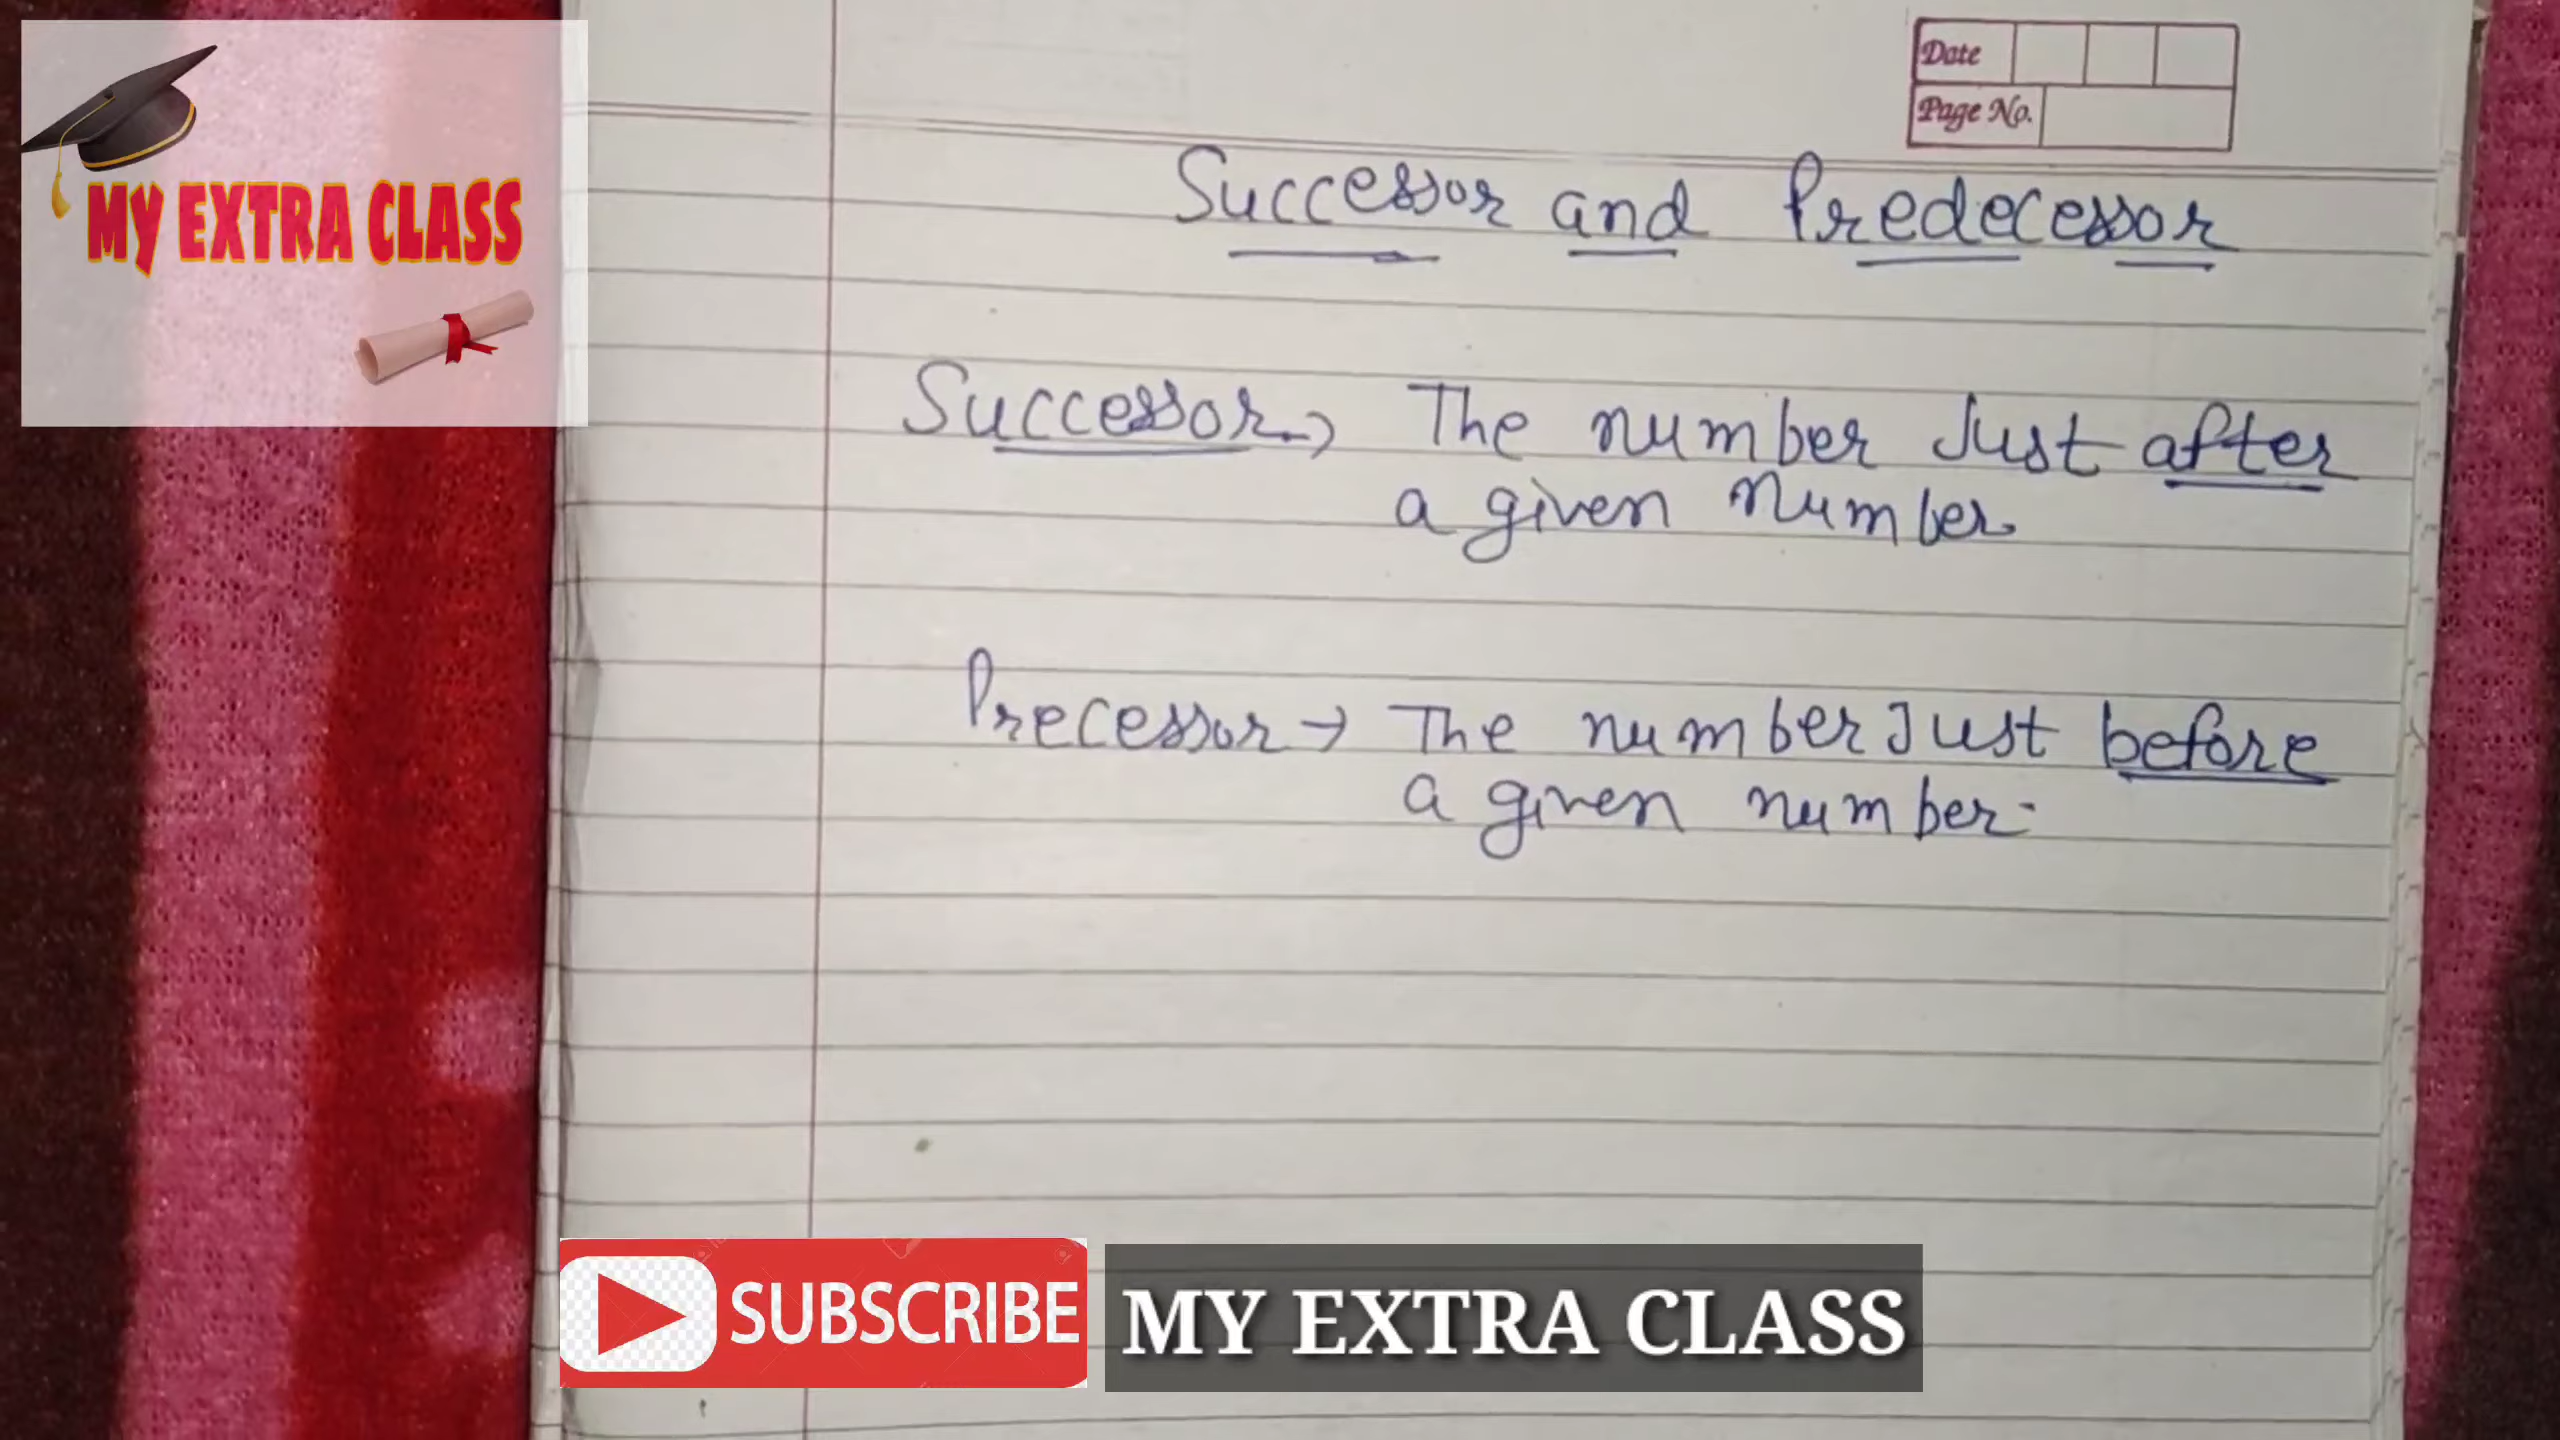 MY EXTRA CLASS
Date
Page No.
Successor and Predecessor
Successor → The number Just after
a given number.
Precessor → The number Just before
a given number.
SUBSCRIBE
MY EXTRA CLASS